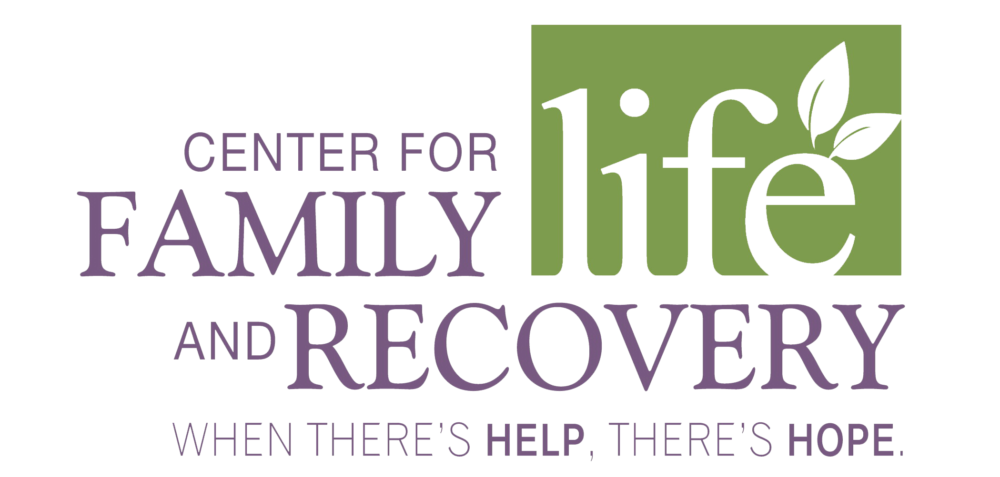 CENTER FOR
FAMILY life
AND RECOVERY
WHEN THERE'S HELP, THERE'S HOPE.